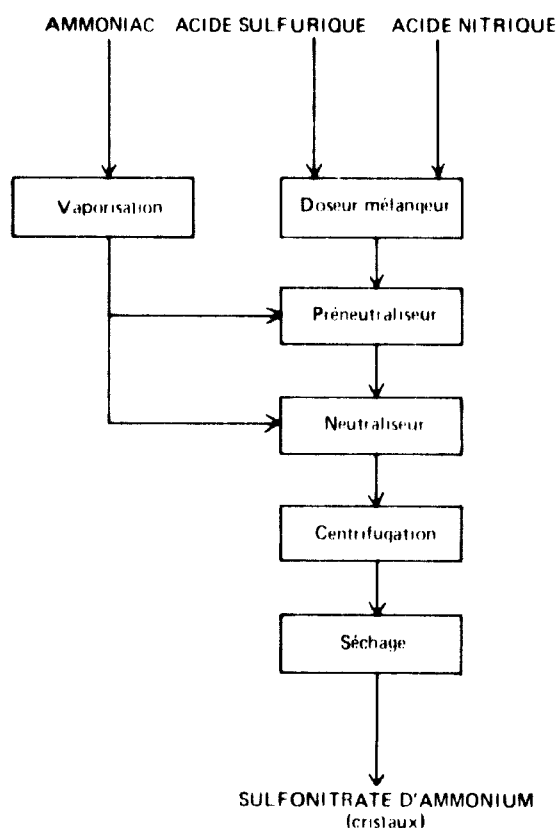 AMMONIAC ACIDE SULFURIQUE ACIDE NITRIQUE
Vaporisation
Doseur mélangeur
Préneutraliseur
Neutraliseur
Centrifugation
Séchage
SULFONITRATE D'AMMONIUM
(cristaux)